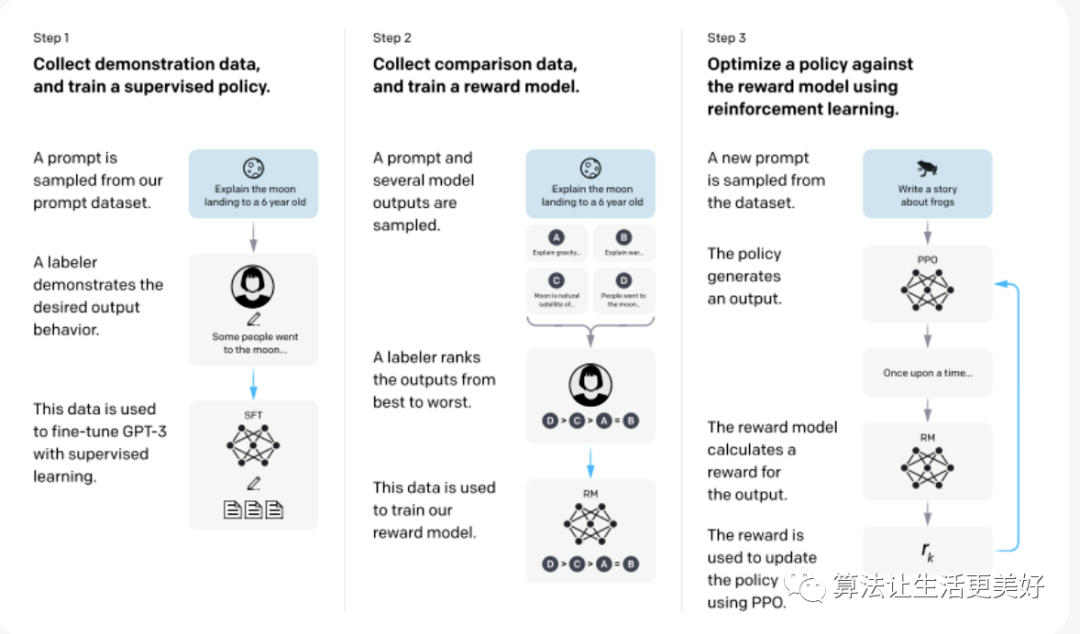 Step 1
Collect demonstration data,
and train a supervised policy.
A prompt is
sampled from our
prompt dataset.
Explain the moon
landing to a 6 year old
A labeler
demonstrates the
desired output
behavior.
Some people went
to the moon...
This data is used
to fine-tune GPT-3
with supervised
learning.
SFT
Step 2
Collect comparison data,
and train a reward model.
A prompt and
several model
outputs are
sampled.
Explain the moon
landing to a 6 year old
A
Explain gravity...
B
Explain war...
C
Moon is natural
satellite of...
D
People went to
the moon...
A labeler ranks
the outputs from
best to worst.
D > C > A = B
This data is used
to train our
reward model.
RM
D > C > A = B
Step 3
Optimize a policy against
the reward model using
reinforcement learning.
A new prompt
is sampled from
the dataset.
Write a story
about frogs
The policy
generates
an output.
PPO
Once upon a time...
The reward model
calculates a
reward for
the output.
RM
The reward is
used to update
the policy
using PPO.
r_k
算法让生活更美好